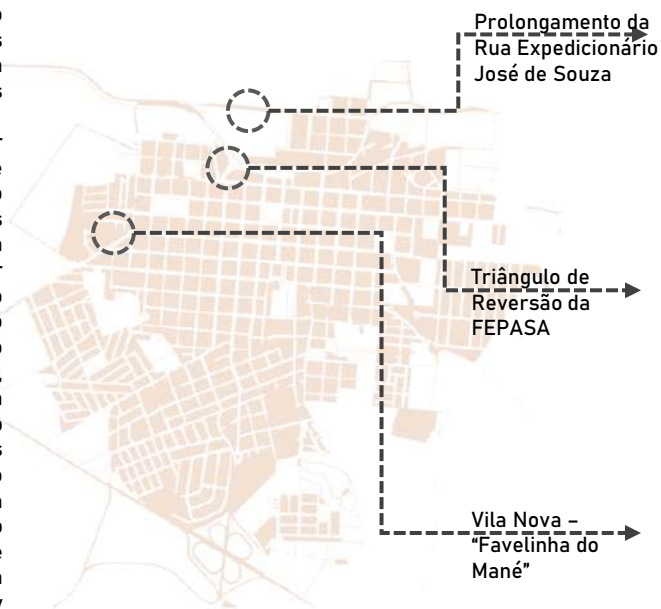 Prolongamento da
Rua Expedicionário
José de Souza
Triângulo de
Reversão da
FEPASA
Vila Nova –
“Favelinha do
Mané”